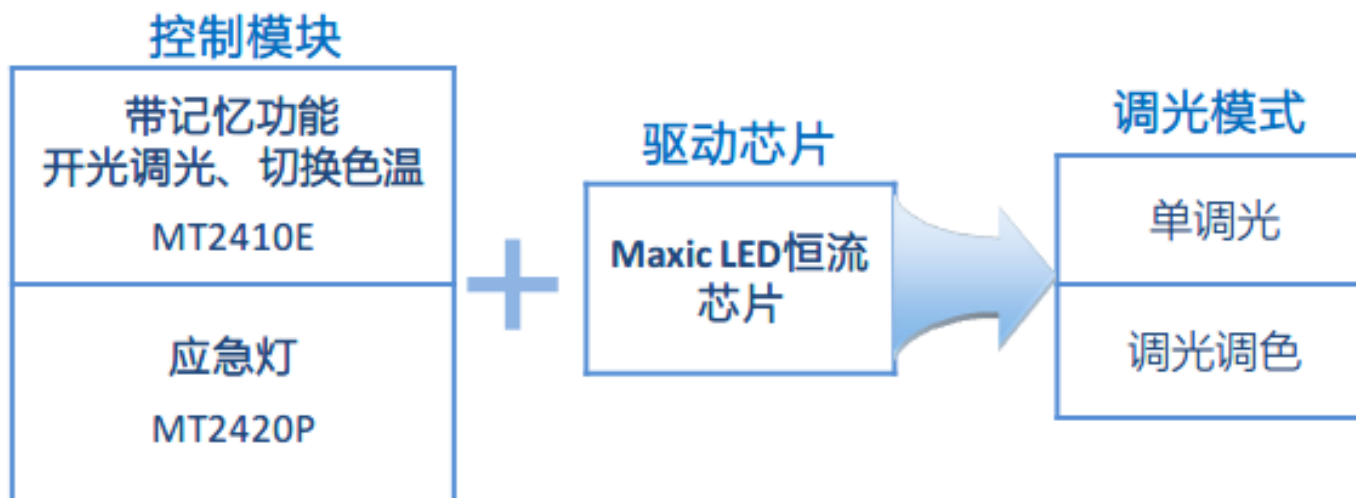 控制模块
带记忆功能
开光调光、切换色温
MT2410E
应急灯
MT2420P
驱动芯片
Maxic LED恒流
芯片
调光模式
单调光
调光调色